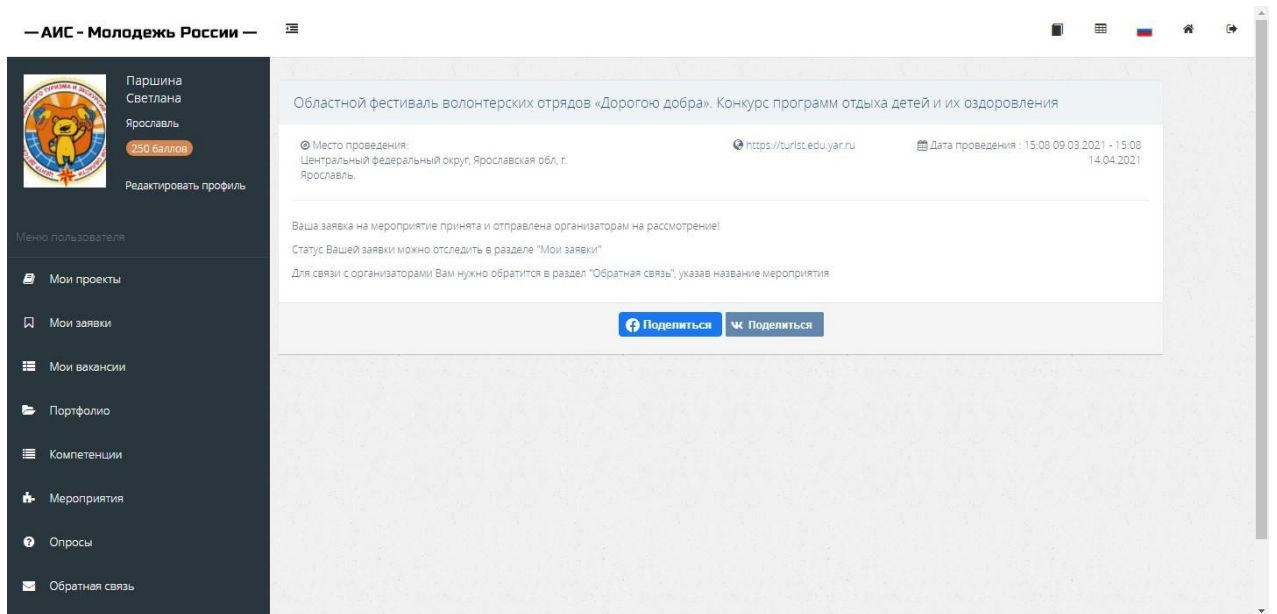 — АИС - Молодежь России —
Паршина
Светлана
Ярославль
250 баллов
Редактировать профиль
Меню пользователя
Мои проекты
Мои заявки
Мои вакансии
Портфолио
Компетенции
Мероприятия
Опросы
Обратная связь
Областной фестиваль волонтерских отрядов «Дорогою добра». Конкурс программ отдыха детей и их оздоровления
Место проведения:
Центральный федеральный округ, Ярославская обл, г.
Ярославль.
https://turist.edu.yar.ru
Дата проведения : 15:08 09.03.2021 - 15:08
14.04.2021
Ваша заявка на мероприятие принята и отправлена организаторам на рассмотрение!
Статус Вашей заявки можно отследить в разделе "Мои заявки"
Для связи с организаторами Вам нужно обратится в раздел "Обратная связь", указав название мероприятия
Поделиться
Поделиться